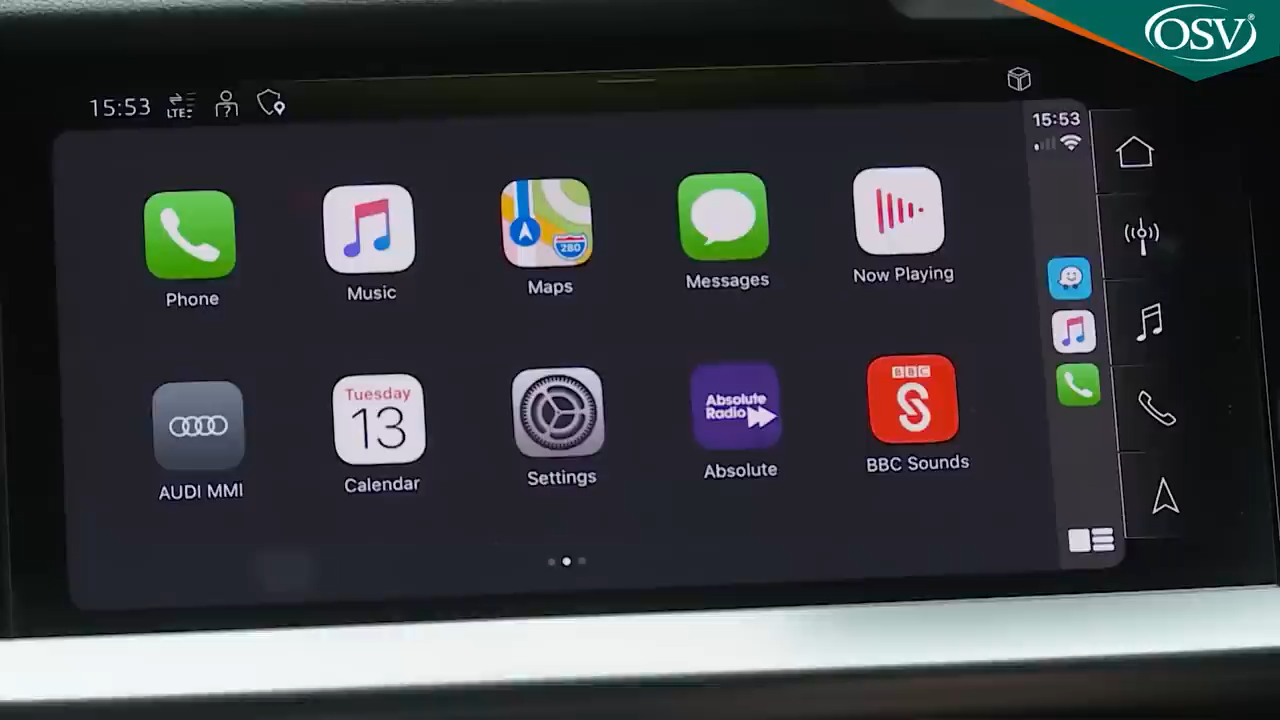 OSV®
15:53
LTE
?
15:53
280
Phone
Music
Maps
Messages
Now Playing
Tuesday
13
Absolute
Radio
BBC
S
AUDI MMI
Calendar
Settings
Absolute
BBC Sounds